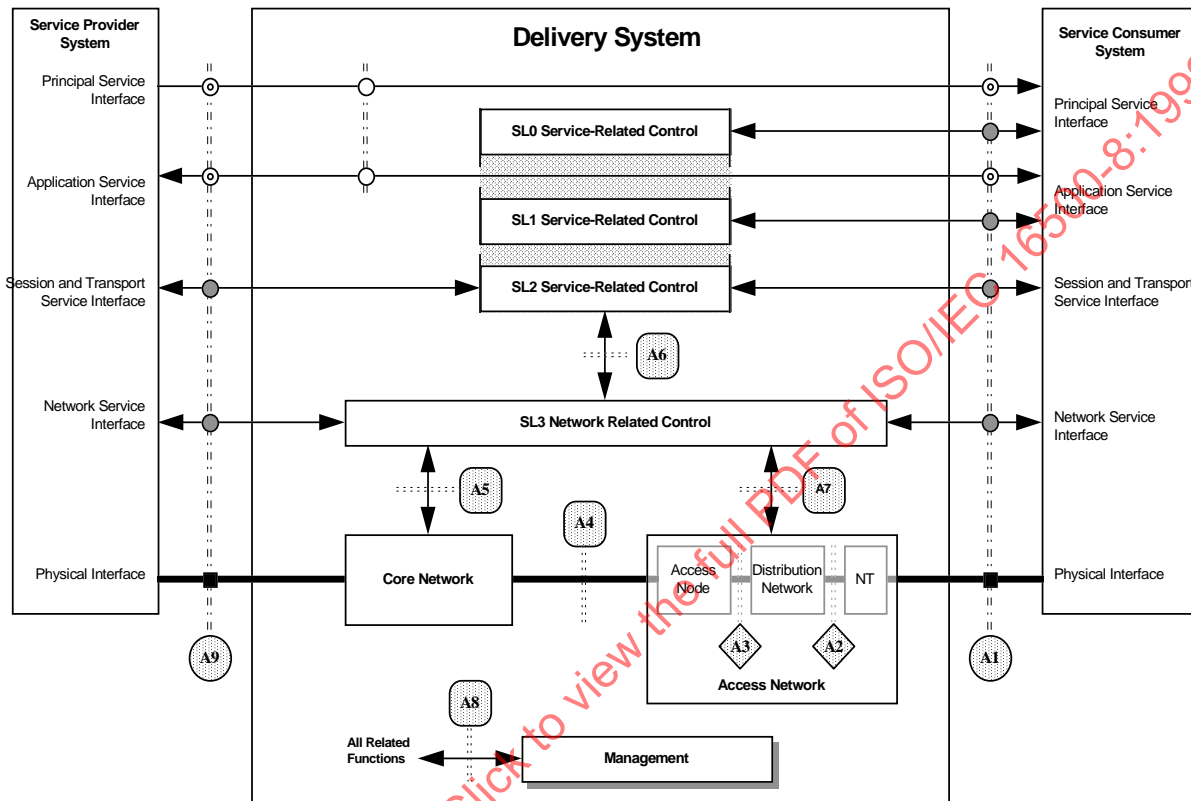 Service Provider
System
Delivery System
Service Consumer
System
Principal Service
Interface
Principal Service
Interface
SL0 Service-Related Control
Application Service
Interface
Application Service
Interface
SL1 Service-Related Control
Session and Transport
Service Interface
SL2 Service-Related Control
Session and Transport
Service Interface
A6
Network Service
Interface
SL3 Network Related Control
Network Service
Interface
A5
A7
A4
Physical Interface
Core Network
Access
Node
Distribution
Network
NT
Physical Interface
A9
A3
A2
A1
Access Network
A8
All Related
Functions
Management
Click to view the full PDF of ISO/IEC 16500-8:1999